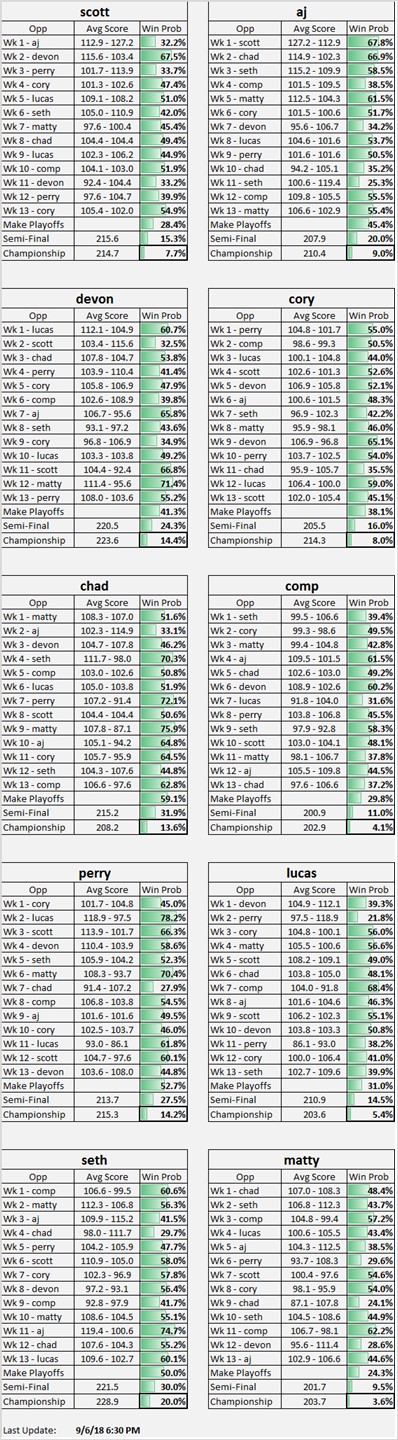 scott
Opp Avg Score Win Prob
Wk 1 - aj 112.9 - 127.2 32.2%
Wk 2 - devon 115.6 - 103.4 67.5%
Wk 3 - perry 101.7 - 113.9 33.7%
Wk 4 - cory 101.3 - 102.6 47.4%
Wk 5 - lucas 109.1 - 108.2 51.0%
Wk 6 - seth 105.0 - 110.9 42.0%
Wk 7 - matty 97.6 - 100.4 45.4%
Wk 8 - chad 104.4 - 104.4 49.4%
Wk 9 - lucas 102.3 - 106.2 44.9%
Wk 10 - comp 104.1 - 103.0 51.9%
Wk 11 - devon 92.4 - 104.4 33.2%
Wk 12 - perry 97.6 - 104.7 39.9%
Wk 13 - cory 105.4 - 102.0 54.9%
Make Playoffs 28.4%
Semi-Final 215.6 15.3%
Championship 214.7 7.7%
aj
Opp Avg Score Win Prob
Wk 1 - scott 127.2 - 112.9 67.8%
Wk 2 - chad 114.9 - 102.3 66.9%
Wk 3 - seth 115.2 - 109.9 58.5%
Wk 4 - comp 101.5 - 109.5 38.5%
Wk 5 - matty 112.5 - 104.3 61.5%
Wk 6 - cory 101.5 - 100.6 51.7%
Wk 7 - devon 95.6 - 106.7 34.2%
Wk 8 - lucas 104.6 - 101.6 53.7%
Wk 9 - perry 101.6 - 101.6 50.5%
Wk 10 - chad 94.2 - 105.1 35.2%
Wk 11 - seth 100.6 - 119.4 25.3%
Wk 12 - comp 109.8 - 105.5 55.5%
Wk 13 - matty 106.6 - 102.9 55.4%
Make Playoffs 45.4%
Semi-Final 207.9 20.0%
Championship 210.4 9.0%
devon
Opp Avg Score Win Prob
Wk 1 - lucas 112.1 - 104.9 60.7%
Wk 2 - scott 103.4 - 115.6 32.5%
Wk 3 - chad 107.8 - 104.7 53.8%
Wk 4 - perry 103.9 - 110.4 41.4%
Wk 5 - cory 105.8 - 106.9 47.9%
Wk 6 - comp 102.6 - 108.9 39.8%
Wk 7 - aj 106.7 - 95.6 65.8%
Wk 8 - seth 93.1 - 97.2 43.6%
Wk 9 - cory 96.8 - 106.9 34.9%
Wk 10 - lucas 103.3 - 103.8 49.2%
Wk 11 - scott 104.4 - 92.4 66.8%
Wk 12 - matty 111.4 - 95.6 71.4%
Wk 13 - perry 108.0 - 103.6 55.2%
Make Playoffs 41.3%
Semi-Final 220.5 24.3%
Championship 223.6 14.4%
cory
Opp Avg Score Win Prob
Wk 1 - perry 104.8 - 101.7 55.0%
Wk 2 - comp 98.6 - 99.3 50.5%
Wk 3 - lucas 100.1 - 104.8 44.0%
Wk 4 - scott 102.6 - 101.3 52.6%
Wk 5 - devon 106.9 - 105.8 52.1%
Wk 6 - aj 100.6 - 101.5 48.3%
Wk 7 - seth 96.9 - 102.3 42.2%
Wk 8 - matty 95.9 - 98.1 46.0%
Wk 9 - devon 106.9 - 96.8 65.1%
Wk 10 - perry 103.7 - 102.5 54.0%
Wk 11 - chad 95.9 - 105.7 35.5%
Wk 12 - lucas 106.4 - 100.0 59.0%
Wk 13 - scott 102.0 - 105.4 45.1%
Make Playoffs 38.1%
Semi-Final 205.5 16.0%
Championship 214.3 8.0%
chad
Opp Avg Score Win Prob
Wk 1 - matty 108.3 - 107.0 51.6%
Wk 2 - aj 102.3 - 114.9 33.1%
Wk 3 - devon 104.7 - 107.8 46.2%
Wk 4 - seth 111.7 - 98.0 70.3%
Wk 5 - comp 103.0 - 102.6 50.8%
Wk 6 - lucas 105.0 - 103.8 51.9%
Wk 7 - perry 107.2 - 91.4 72.1%
Wk 8 - scott 104.4 - 104.4 50.6%
Wk 9 - matty 107.8 - 87.1 75.9%
Wk 10 - aj 105.1 - 94.2 64.8%
Wk 11 - cory 105.7 - 95.9 64.5%
Wk 12 - seth 104.3 - 107.6 44.8%
Wk 13 - comp 106.6 - 97.6 62.8%
Make Playoffs 59.1%
Semi-Final 215.2 31.9%
Championship 208.2 13.6%
comp
Opp Avg Score Win Prob
Wk 1 - seth 99.5 - 106.6 39.4%
Wk 2 - cory 99.3 - 98.6 49.5%
Wk 3 - matty 99.4 - 104.8 42.8%
Wk 4 - aj 109.5 - 101.5 61.5%
Wk 5 - chad 102.6 - 103.0 49.2%
Wk 6 - devon 108.9 - 102.6 60.2%
Wk 7 - lucas 91.8 - 104.0 31.6%
Wk 8 - perry 103.8 - 106.8 45.5%
Wk 9 - seth 97.9 - 92.8 58.3%
Wk 10 - scott 103.0 - 104.1 48.1%
Wk 11 - matty 98.1 - 106.7 37.8%
Wk 12 - aj 105.5 - 109.8 44.5%
Wk 13 - chad 97.6 - 106.6 37.2%
Make Playoffs 29.8%
Semi-Final 200.9 11.0%
Championship 202.9 4.1%
perry
Opp Avg Score Win Prob
Wk 1 - cory 101.7 - 104.8 45.0%
Wk 2 - lucas 118.9 - 97.5 78.2%
Wk 3 - scott 113.9 - 101.7 66.3%
Wk 4 - devon 110.4 - 103.9 58.6%
Wk 5 - seth 105.9 - 104.2 52.3%
Wk 6 - matty 108.3 - 93.7 70.4%
Wk 7 - chad 91.4 - 107.2 27.9%
Wk 8 - comp 106.8 - 103.8 54.5%
Wk 9 - aj 101.6 - 101.6 49.5%
Wk 10 - cory 102.5 - 103.7 46.0%
Wk 11 - lucas 93.0 - 86.1 61.8%
Wk 12 - scott 104.7 - 97.6 60.1%
Wk 13 - devon 103.6 - 108.0 44.8%
Make Playoffs 52.7%
Semi-Final 213.7 27.5%
Championship 215.3 14.2%
lucas
Opp Avg Score Win Prob
Wk 1 - devon 104.9 - 112.1 39.3%
Wk 2 - perry 97.5 - 118.9 21.8%
Wk 3 - cory 104.8 - 100.1 56.0%
Wk 4 - matty 105.5 - 100.6 56.6%
Wk 5 - scott 108.2 - 109.1 49.0%
Wk 6 - chad 103.8 - 105.0 48.1%
Wk 7 - comp 104.0 - 91.8 68.4%
Wk 8 - aj 101.6 - 104.6 46.3%
Wk 9 - scott 106.2 - 102.3 55.1%
Wk 10 - devon 103.8 - 103.3 50.8%
Wk 11 - perry 86.1 - 93.0 38.2%
Wk 12 - cory 100.0 - 106.4 41.0%
Wk 13 - seth 102.7 - 109.6 39.9%
Make Playoffs 31.0%
Semi-Final 210.9 14.5%
Championship 203.6 5.4%
seth
Opp Avg Score Win Prob
Wk 1 - comp 106.6 - 99.5 60.6%
Wk 2 - matty 112.3 - 106.8 56.3%
Wk 3 - aj 109.9 - 115.2 41.5%
Wk 4 - chad 98.0 - 111.7 29.7%
Wk 5 - perry 104.2 - 105.9 47.7%
Wk 6 - scott 110.9 - 105.0 58.0%
Wk 7 - cory 102.3 - 96.9 57.8%
Wk 8 - devon 97.2 - 93.1 56.4%
Wk 9 - comp 92.8 - 97.9 41.7%
Wk 10 - matty 108.6 - 104.5 55.1%
Wk 11 - aj 119.4 - 100.6 74.7%
Wk 12 - chad 107.6 - 104.3 55.2%
Wk 13 - lucas 109.6 - 102.7 60.1%
Make Playoffs 50.0%
Semi-Final 221.5 30.0%
Championship 228.9 20.0%
matty
Opp Avg Score Win Prob
Wk 1 - chad 107.0 - 108.3 48.4%
Wk 2 - seth 106.8 - 112.3 43.7%
Wk 3 - comp 104.8 - 99.4 57.2%
Wk 4 - lucas 100.6 - 105.5 43.4%
Wk 5 - aj 104.3 - 112.5 38.5%
Wk 6 - perry 93.7 - 108.3 29.6%
Wk 7 - scott 100.4 - 97.6 54.6%
Wk 8 - cory 98.1 - 95.9 54.0%
Wk 9 - chad 87.1 - 107.8 24.1%
Wk 10 - seth 104.5 - 108.6 44.9%
Wk 11 - comp 106.7 - 98.1 62.2%
Wk 12 - devon 95.6 - 111.4 28.6%
Wk 13 - aj 102.9 - 106.6 44.6%
Make Playoffs 24.3%
Semi-Final 201.7 9.5%
Championship 203.7 3.6%
Last Update: 9/6/18 6:30 PM